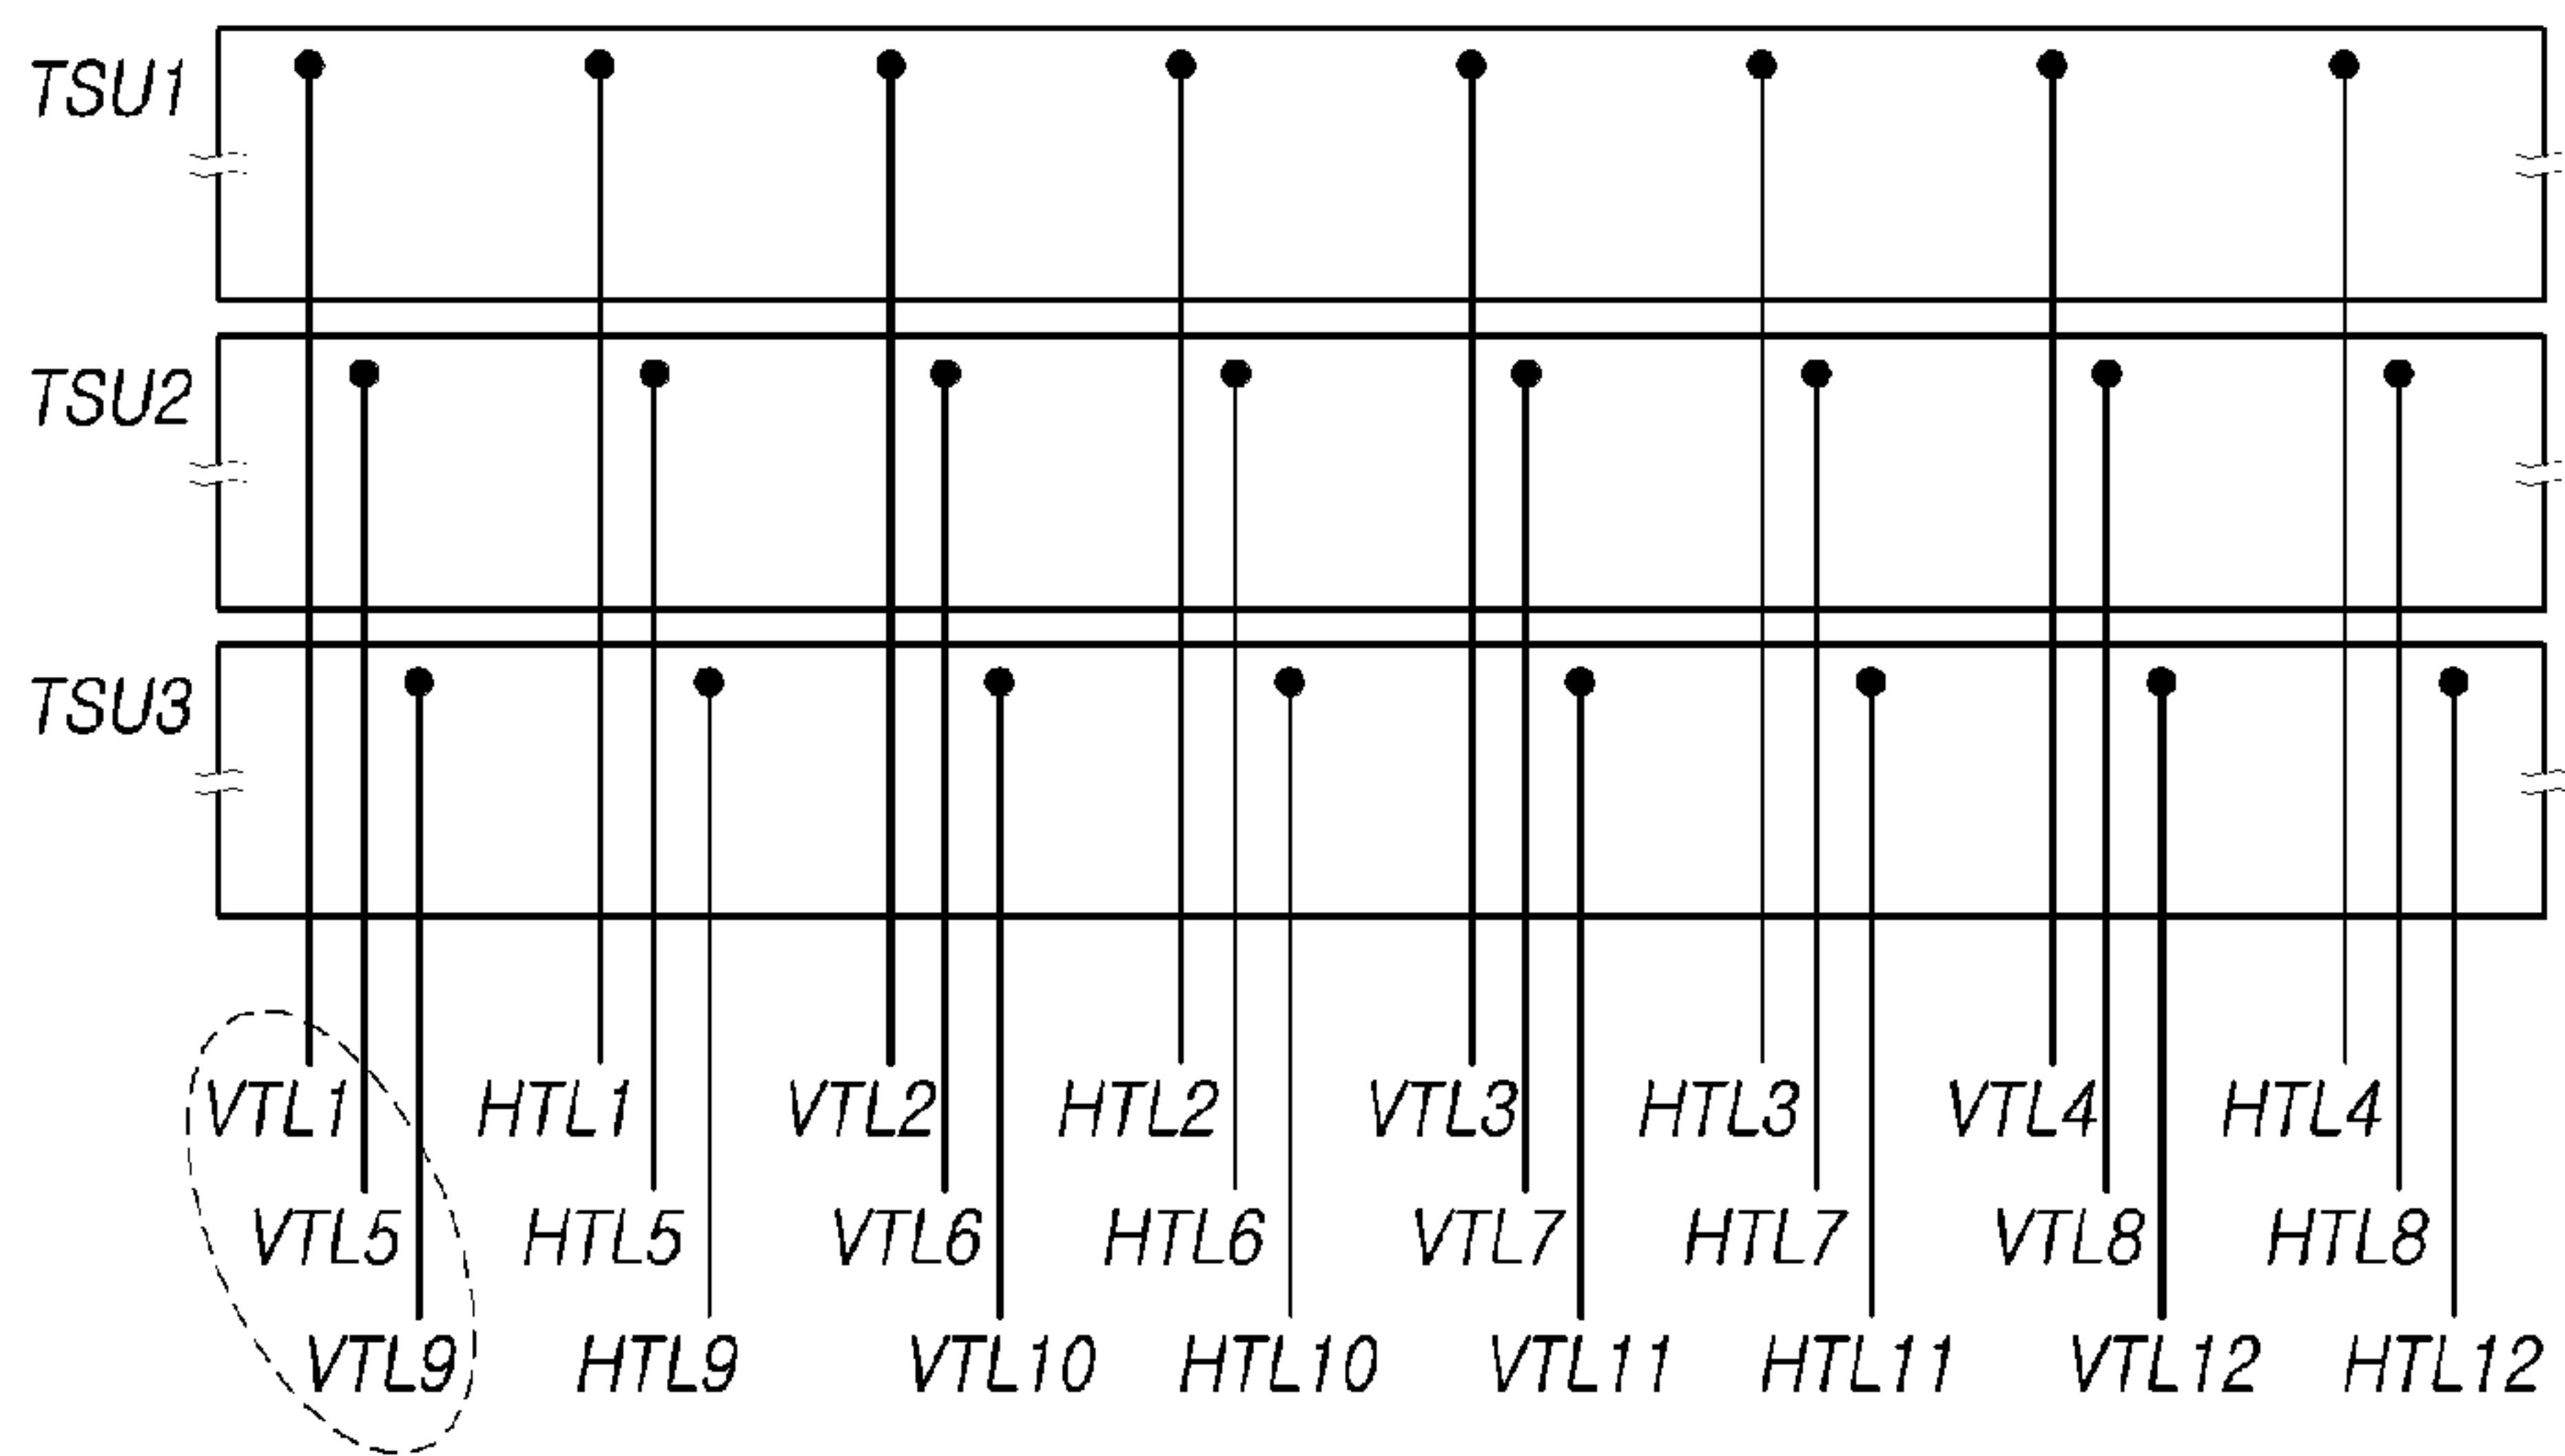 TSU1
TSU2
TSU3
VTL1 HTL1 VTL2 HTL2 VTL3 HTL3 VTL4 HTL4
VTL5 HTL5 VTL6 HTL6 VTL7 HTL7 VTL8 HTL8
VTL9 HTL9 VTL10 HTL10 VTL11 HTL11 VTL12 HTL12